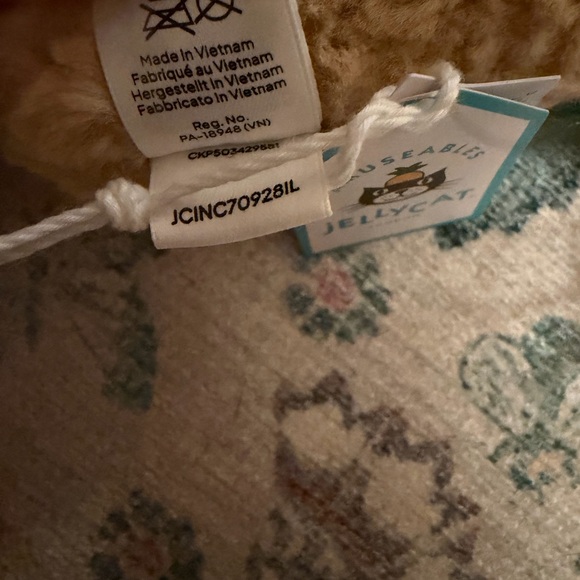 Made in Vietnam
Fabriqué au Vietnam
Hergestellt in Vietnam
Fabbricato in Vietnam
Reg. No.
PA-18948 (VN)
JCINC70928IL
JELLYCAT